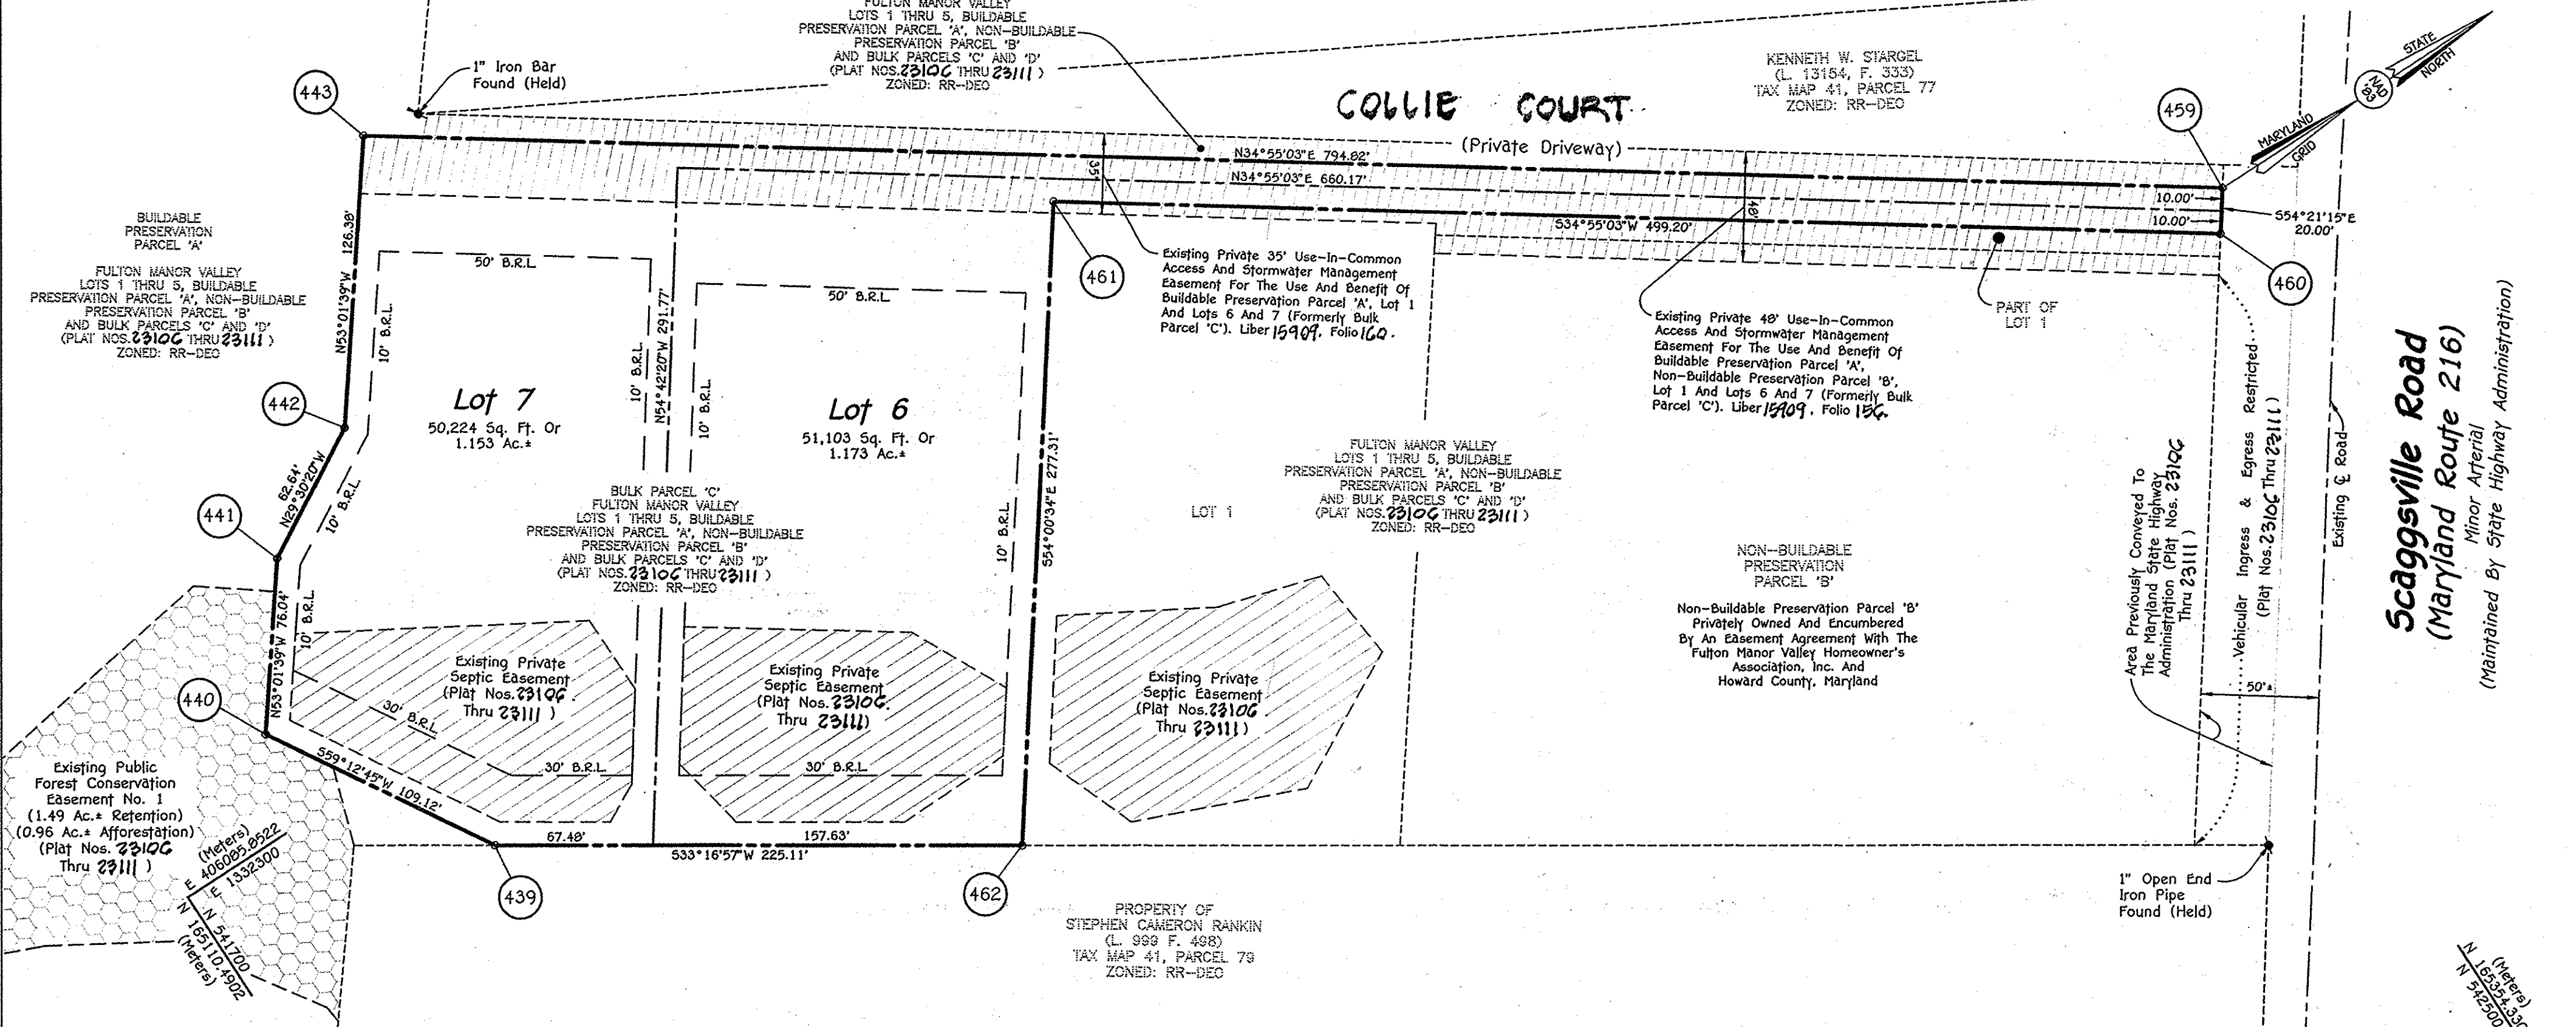 FULTON MANOR VALLEY
LOTS 1 THRU 5, BUILDABLE
PRESERVATION PARCEL 'A', NON-BUILDABLE
PRESERVATION PARCEL 'B'
AND BULK PARCELS 'C' AND 'D'
(PLAT NOS. 23106 THRU 23111)
ZONED: RR-DEO
1" Iron Bar
Found (Held)
443
KENNETH W. STARGEL
(L. 13154, F. 333)
TAX MAP 41, PARCEL 77
ZONED: RR-DEO
COLLIE COURT
(Private Driveway)
459
STATE
NORTH
NAD '83
MARYLAND
GRID
N34°55'03"E 794.82'
N34°55'03"E 660.17'
S34°55'03"W 499.20'
35'
48'
10.00'
10.00'
S54°21'15"E
20.00'
460
461
PART OF
LOT 1
BUILDABLE
PRESERVATION
PARCEL 'A'
FULTON MANOR VALLEY
LOTS 1 THRU 5, BUILDABLE
PRESERVATION PARCEL 'A', NON-BUILDABLE
PRESERVATION PARCEL 'B'
AND BULK PARCELS 'C' AND 'D'
(PLAT NOS. 23106 THRU 23111)
ZONED: RR-DEO
N53°01'39"W 126.38'
10' B.R.L.
50' B.R.L.
10' B.R.L.
N54°42'20"W 291.77'
10' B.R.L.
50' B.R.L.
Existing Private 35' Use-In-Common
Access And Stormwater Management
Easement For The Use And Benefit Of
Buildable Preservation Parcel 'A', Lot 1
And Lots 6 And 7 (Formerly Bulk
Parcel 'C'). Liber 15909, Folio 160.
Existing Private 48' Use-In-Common
Access And Stormwater Management
Easement For The Use And Benefit Of
Buildable Preservation Parcel 'A',
Non-Buildable Preservation Parcel 'B',
Lot 1 And Lots 6 And 7 (Formerly Bulk
Parcel 'C'). Liber 15909, Folio 156.
442
Lot 7
50,224 Sq. Ft. Or
1.153 Ac.±
Lot 6
51,103 Sq. Ft. Or
1.173 Ac.±
62.64'
N29°30'20"W
10' B.R.L.
441
BULK PARCEL 'C'
FULTON MANOR VALLEY
LOTS 1 THRU 5, BUILDABLE
PRESERVATION PARCEL 'A', NON-BUILDABLE
PRESERVATION PARCEL 'B'
AND BULK PARCELS 'C' AND 'D'
(PLAT NOS. 23106 THRU 23111)
ZONED: RR-DEO
10' B.R.L.
S54°00'34"E 277.31'
LOT 1
FULTON MANOR VALLEY
LOTS 1 THRU 5, BUILDABLE
PRESERVATION PARCEL 'A', NON-BUILDABLE
PRESERVATION PARCEL 'B'
AND BULK PARCELS 'C' AND 'D'
(PLAT NOS. 23106 THRU 23111)
ZONED: RR-DEO
NON-BUILDABLE
PRESERVATION
PARCEL 'B'
Non-Buildable Preservation Parcel 'B'
Privately Owned And Encumbered
By An Easement Agreement With The
Fulton Manor Valley Homeowner's
Association, Inc. And
Howard County, Maryland
Area Previously Conveyed To
The Maryland State Highway
Administration (Plat Nos. 23106
Thru 23111)
Vehicular Ingress & Egress Restricted
(Plat Nos. 23106 Thru 23111)
Existing ℄ Road
50'±
Scaggsville Road
(Maryland Route 216)
Minor Arterial
(Maintained By State Highway Administration)
N53°01'39"W 76.04'
10' B.R.L.
440
Existing Private
Septic Easement
(Plat Nos. 23106
Thru 23111)
30' B.R.L.
30' B.R.L.
Existing Private
Septic Easement
(Plat Nos. 23106
Thru 23111)
30' B.R.L.
Existing Private
Septic Easement
(Plat Nos. 23106
Thru 23111)
S59°12'45"W 109.12'
Existing Public
Forest Conservation
Easement No. 1
(1.49 Ac.± Retention)
(0.96 Ac.± Afforestation)
(Plat Nos. 23106
Thru 23111)
(Meters)
E 406085.8522
E 1332300
N 541700
N 165110.4902
(Meters)
67.48'
157.63'
S33°16'57"W 225.11'
439
462
PROPERTY OF
STEPHEN CAMERON RANKIN
(L. 999 F. 498)
TAX MAP 41, PARCEL 79
ZONED: RR-DEO
1" Open End
Iron Pipe
Found (Held)
(Meters)
N 165354.330
N 542500